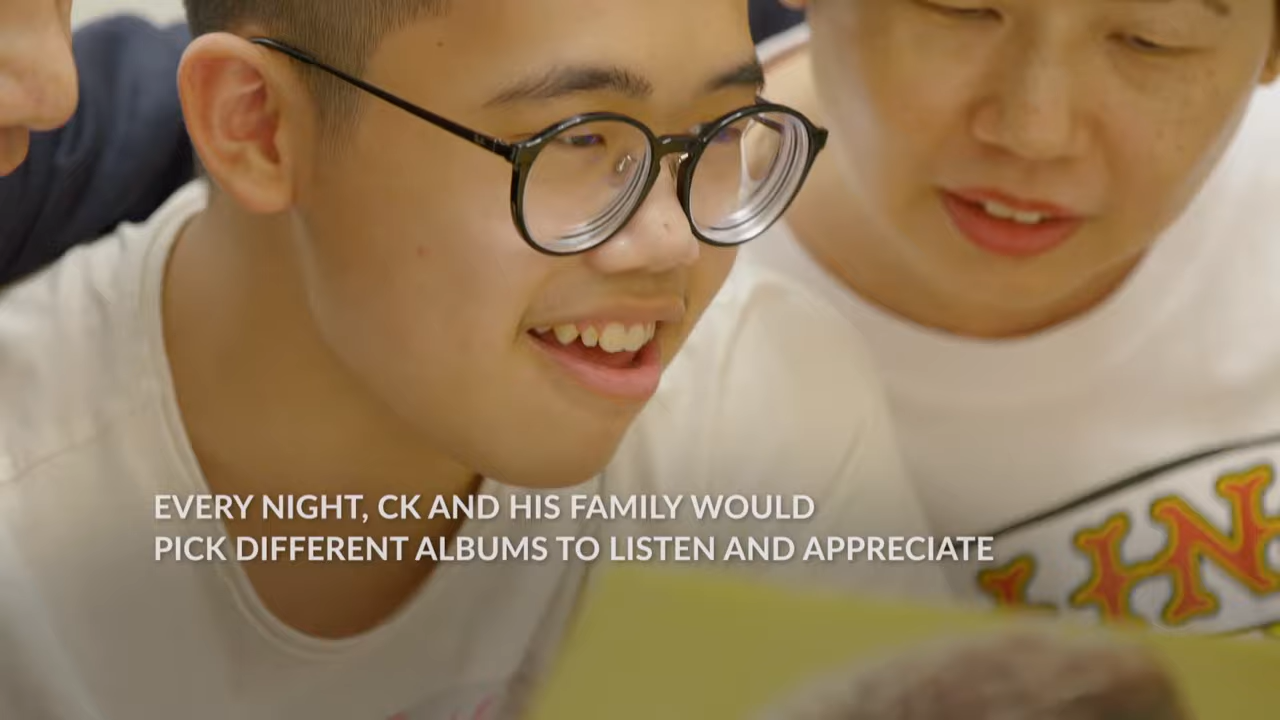 EVERY NIGHT, CK AND HIS FAMILY WOULD
PICK DIFFERENT ALBUMS TO LISTEN AND APPRECIATE